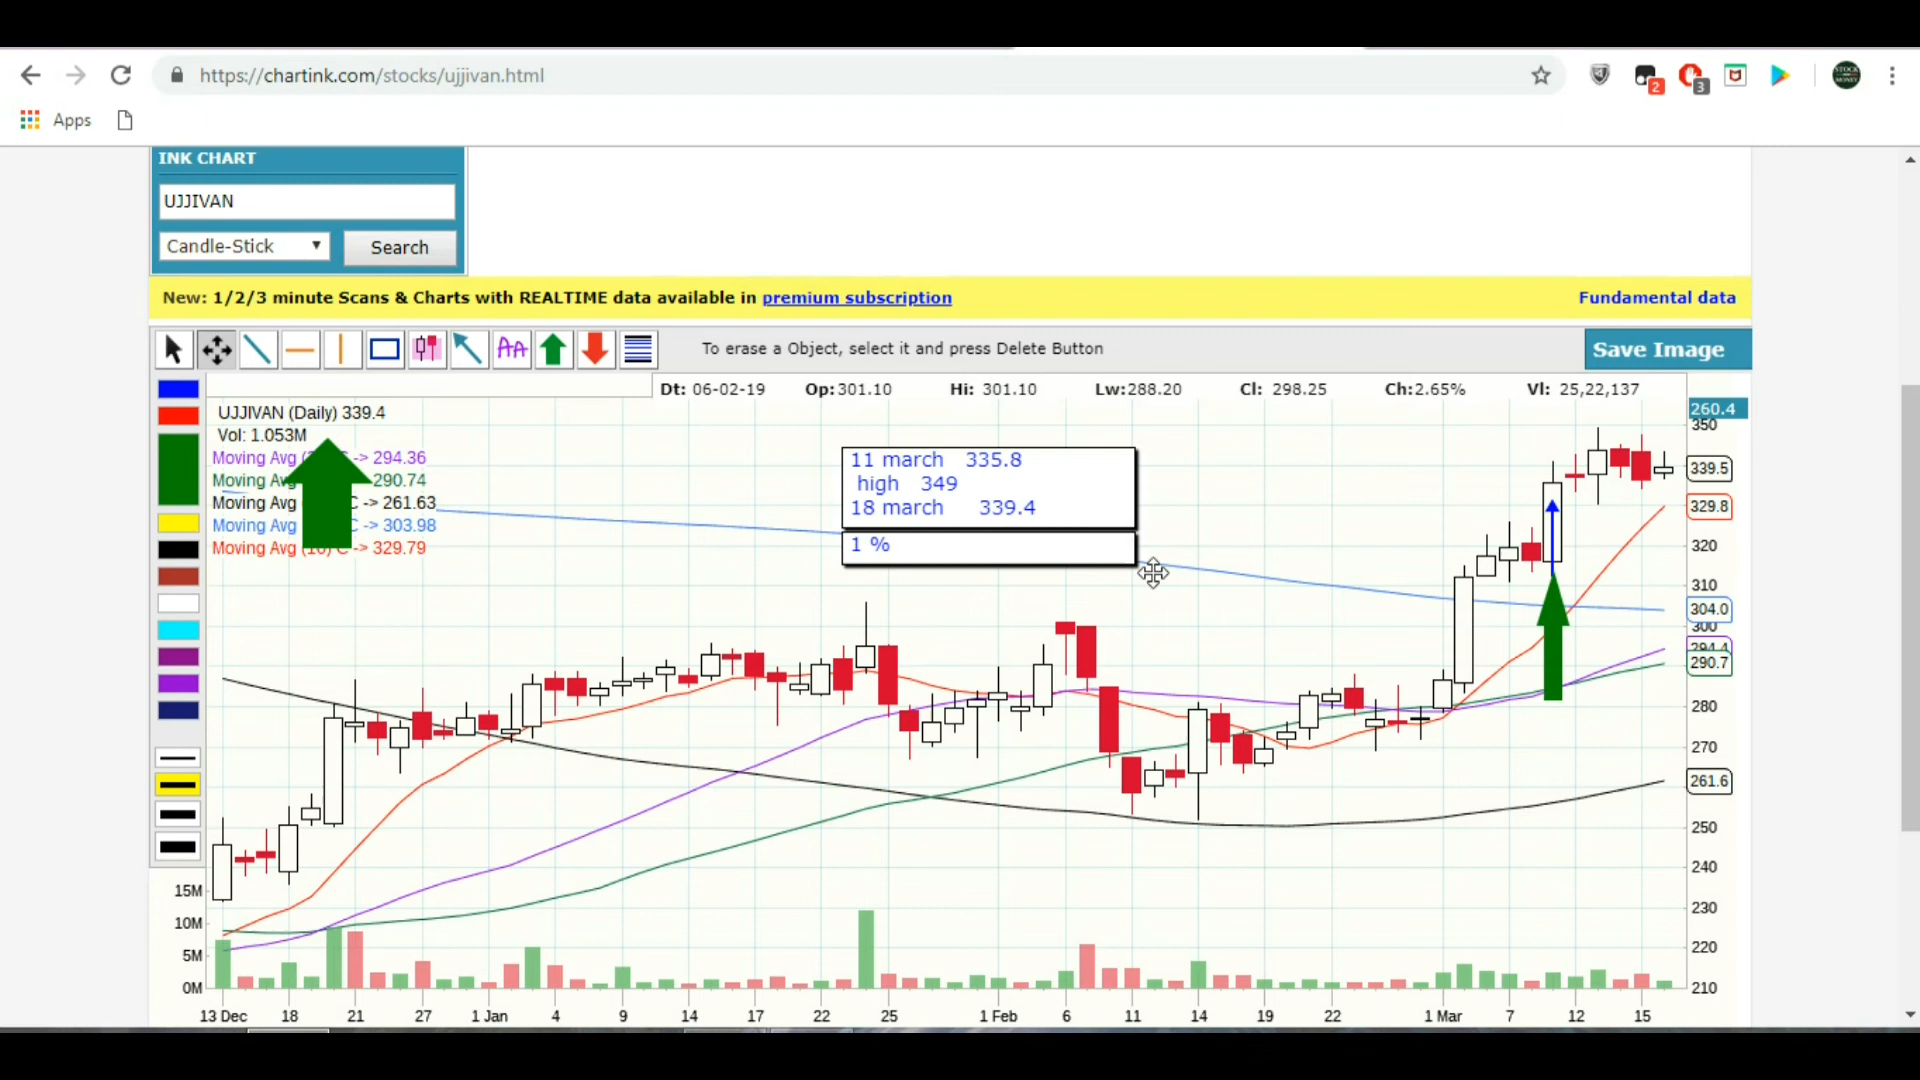 https://chartink.com/stocks/ujjivan.html
2
3
Apps
INK CHART
UJJIVAN
Candle-Stick
Search
New: 1/2/3 minute Scans & Charts with REALTIME data available in premium subscription
Fundamental data
To erase a Object, select it and press Delete Button
Save Image
Dt: 06-02-19 Op:301.10 Hi: 301.10 Lw:288.20 Cl: 298.25 Ch:2.65% Vl: 25,22,137
UJJIVAN (Daily) 339.4
Vol: 1.053M
Moving Avg C -> 294.36
Moving Avg -> 290.74
Moving Avg C -> 261.63
Moving Avg C -> 303.98
Moving Avg C -> 329.79
11 march 335.8
high 349
18 march 339.4
1 %
260.4
350
339.5
329.8
320
310
304.0
300
294.4
290.7
280
270
261.6
250
240
230
220
210
15M
10M
5M
0M
13 Dec 18 21 27 1 Jan 4 9 14 17 22 25 1 Feb 6 11 14 19 22 1 Mar 7 12 15